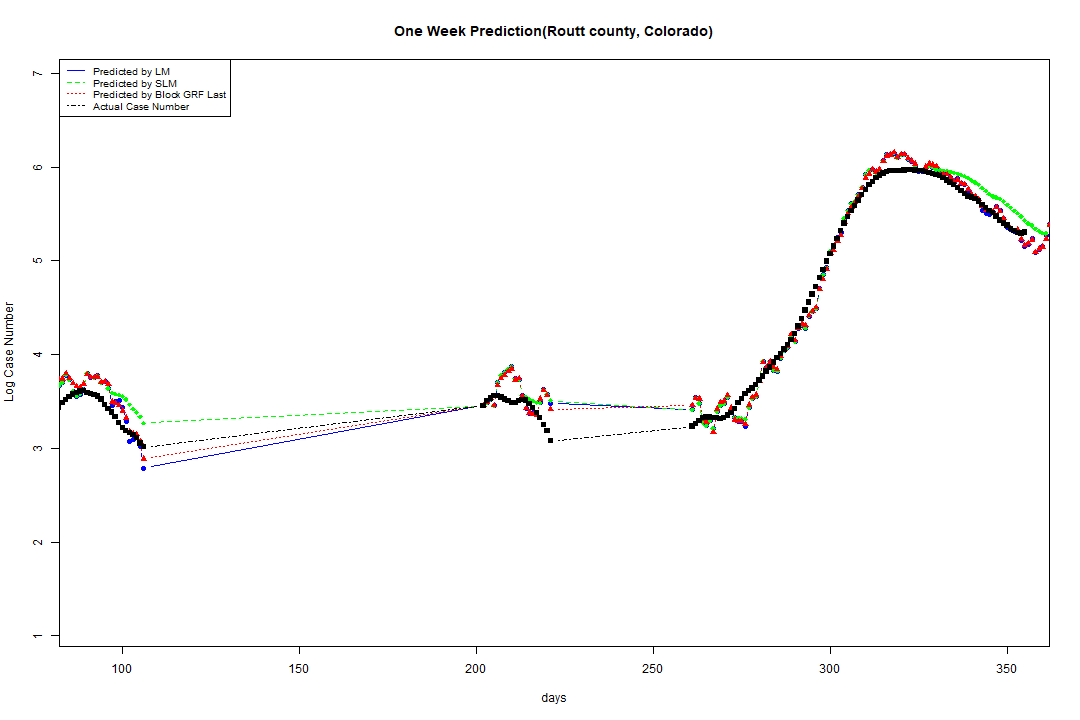 One Week Prediction(Routt county, Colorado)
Predicted by LM
Predicted by SLM
Predicted by Block GRF Last
Actual Case Number
7
6
5
4
3
2
1
Log Case Number
100 150 200 250 300 350
days